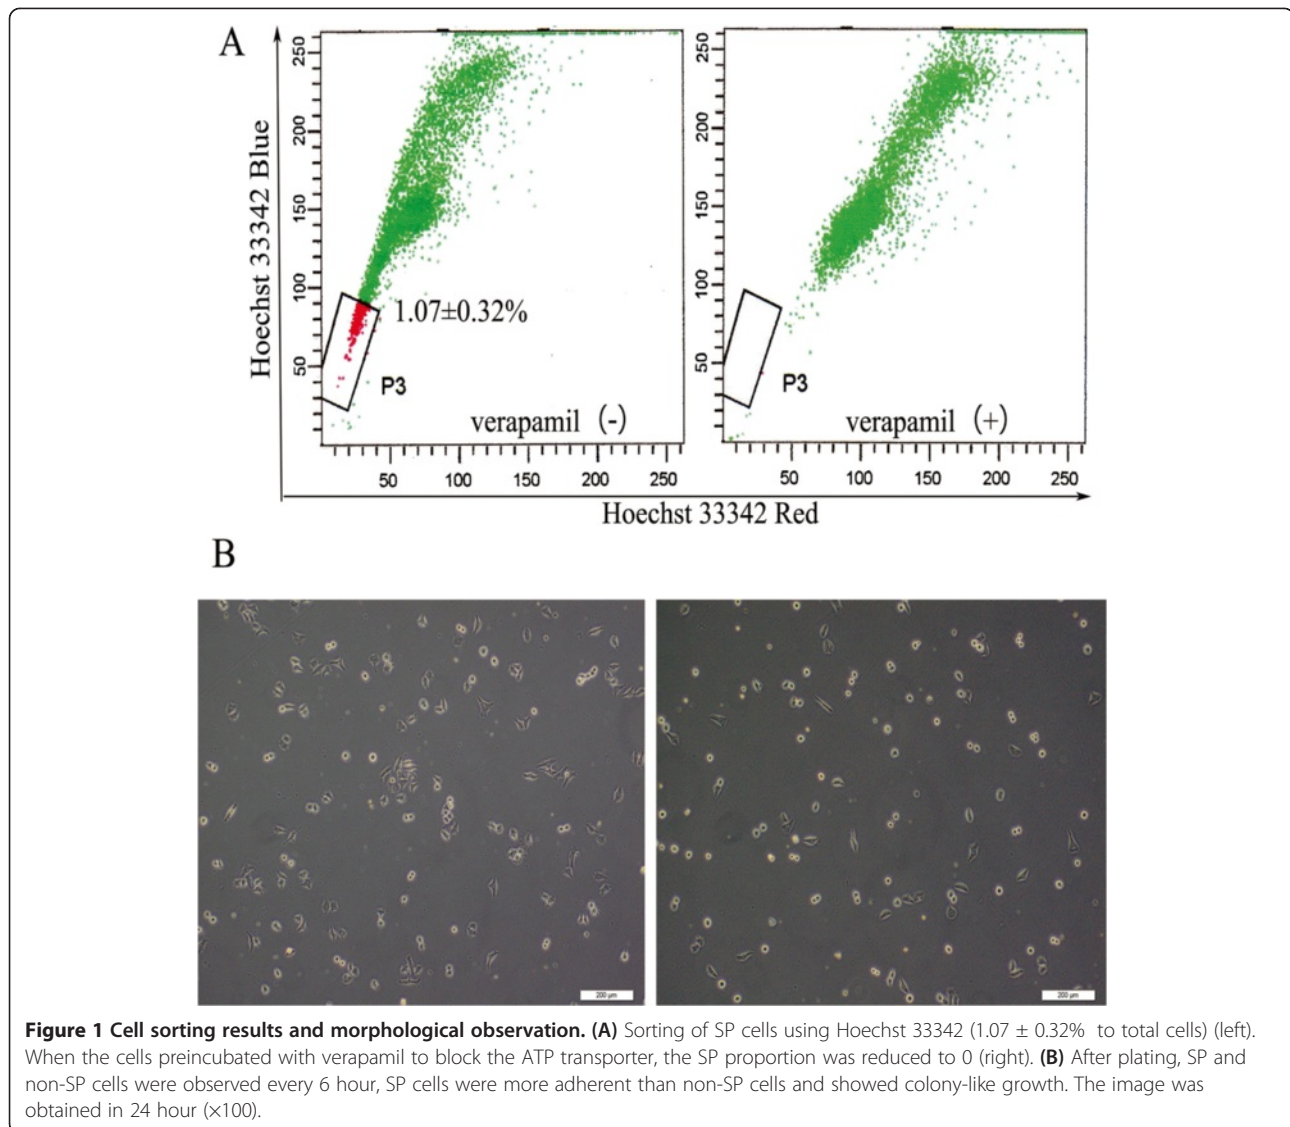 A
Hoechst 33342 Blue
250
200
150
100
50
1.07±0.32%
P3
verapamil (-)
50 100 150 200 250
250
200
150
100
50
P3
verapamil (+)
50 100 150 200 250
Hoechst 33342 Red
B
200 µm
200 µm
Figure 1 Cell sorting results and morphological observation. (A) Sorting of SP cells using Hoechst 33342 (1.07 ± 0.32% to total cells) (left).
When the cells preincubated with verapamil to block the ATP transporter, the SP proportion was reduced to 0 (right). (B) After plating, SP and
non-SP cells were observed every 6 hour, SP cells were more adherent than non-SP cells and showed colony-like growth. The image was
obtained in 24 hour (×100).